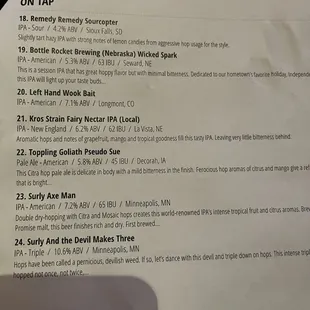 ON TAP
18. Remedy Remedy Sourcopter
IPA - Sour / 4.2% ABV / Sioux Falls, SD
Slightly tart hazy IPA with strong notes of lemon candies from aggressive hop usage for the style.
19. Bottle Rocket Brewing (Nebraska) Wicked Spark
IPA - American / 5.3% ABV / 63 IBU / Seward, NE
This is a session IPA that has great hoppy flavor but with minimal bitterness. Dedicated to our hometown's favorite holiday, Independ
this IPA will light up your taste buds...
20. Left Hand Wook Bait
IPA - American / 7.1% ABV / Longmont, CO
21. Kros Strain Fairy Nectar IPA (Local)
IPA - New England / 6.2% ABV / 62 IBU / La Vista, NE
Aromatic hops and notes of grapefruit, mango and tropical goodness fill this tasty IPA. Leaving very little bitterness behind.
22. Toppling Goliath Pseudo Sue
Pale Ale - American / 5.8% ABV / 45 IBU / Decorah, IA
This Citra hop pale ale is delicate in body with a mild bitterness in the finish. Ferocious hop aromas of citrus and mango give a ref
that is bright...
23. Surly Axe Man
IPA - American / 7.2% ABV / 65 IBU / Minneapolis, MN
Double dry-hopping with Citra and Mosaic hops creates this world-renowned IPA's intense tropical fruit and citrus aromas. Brew
Promise malt, this beer finishes rich and dry. First brewed...
24. Surly And the Devil Makes Three
IPA - Triple / 10.6% ABV / Minneapolis, MN
Hops have been called a pernicious, devilish weed. If so, let's dance with this devil and triple down on hops. This intense tripl
hopped not once, not twice,...